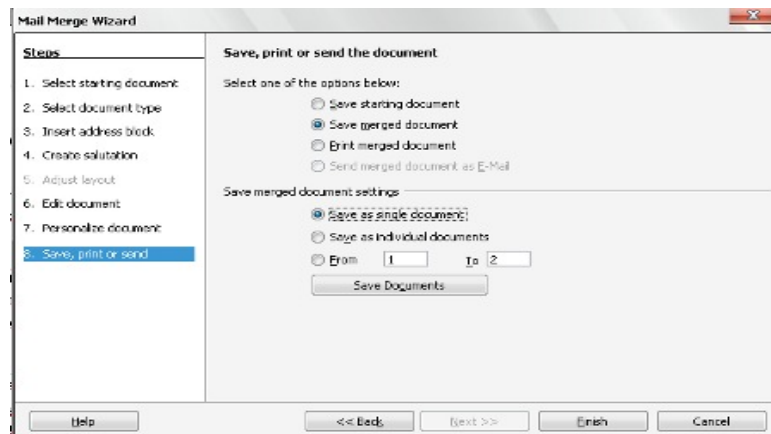 Mail Merge Wizard
Steps
1. Select starting document
2. Select document type
3. Insert address block
4. Create salutation
5. Adjust layout
6. Edit document
7. Personalize document
8. Save, print or send
Save, print or send the document
Select one of the options below:
Save starting document
Save merged document
Print merged document
Send merged document as E-Mail
Save merged document settings
Save as single document
Save as individual documents
From 1 To 2
Save Documents
Help << Back Next >> Finish Cancel